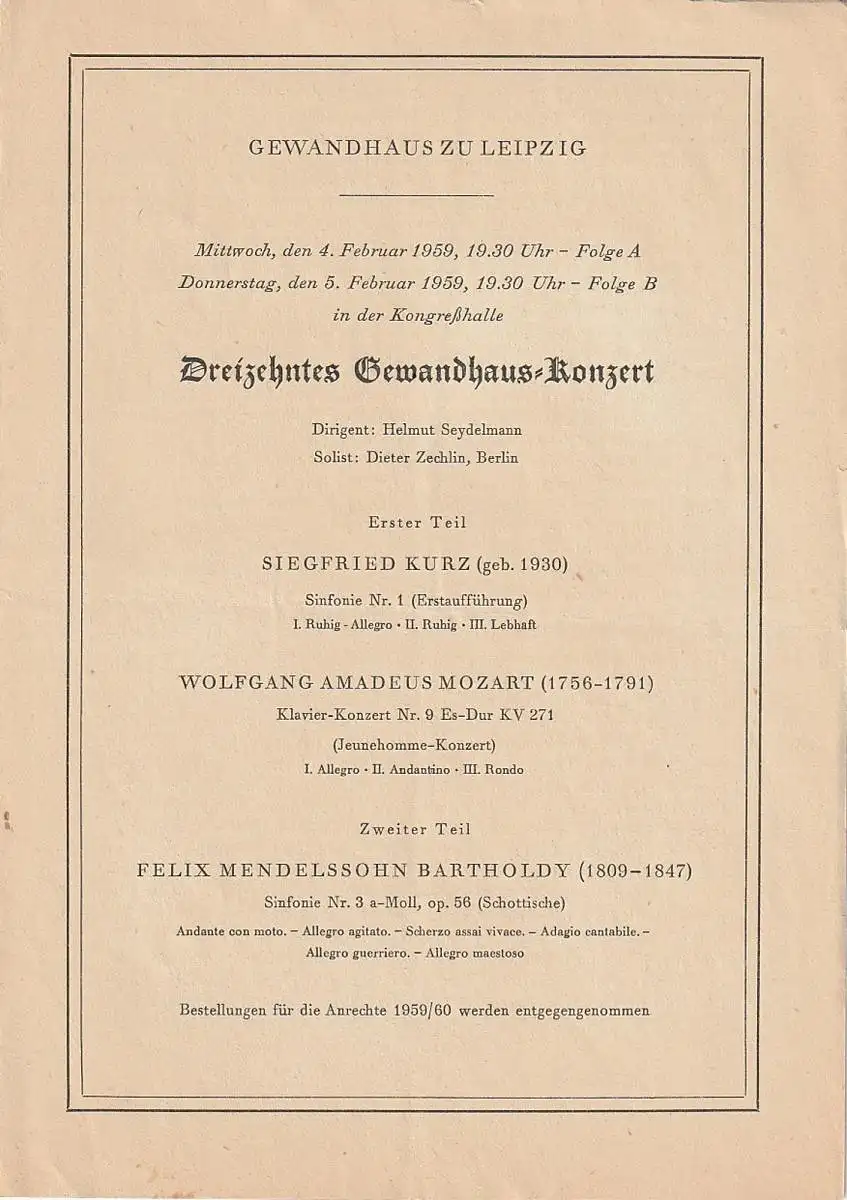 GEWANDHAUS ZU LEIPZIG
Mittwoch, den 4. Februar 1959, 19.30 Uhr – Folge A
Donnerstag, den 5. Februar 1959, 19.30 Uhr – Folge B
in der Kongreßhalle
Dreizehntes Gewandhaus-Konzert
Dirigent: Helmut Seydelmann
Solist: Dieter Zechlin, Berlin
Erster Teil
SIEGFRIED KURZ (geb. 1930)
Sinfonie Nr. 1 (Erstaufführung)
I. Ruhig - Allegro · II. Ruhig · III. Lebhaft
WOLFGANG AMADEUS MOZART (1756–1791)
Klavier-Konzert Nr. 9 Es-Dur KV 271
(Jeunehomme-Konzert)
I. Allegro · II. Andantino · III. Rondo
Zweiter Teil
FELIX MENDELSSOHN BARTHOLDY (1809–1847)
Sinfonie Nr. 3 a-Moll, op. 56 (Schottische)
Andante con moto. – Allegro agitato. – Scherzo assai vivace. – Adagio cantabile. –
Allegro guerriero. – Allegro maestoso
Bestellungen für die Anrechte 1959/60 werden entgegengenommen